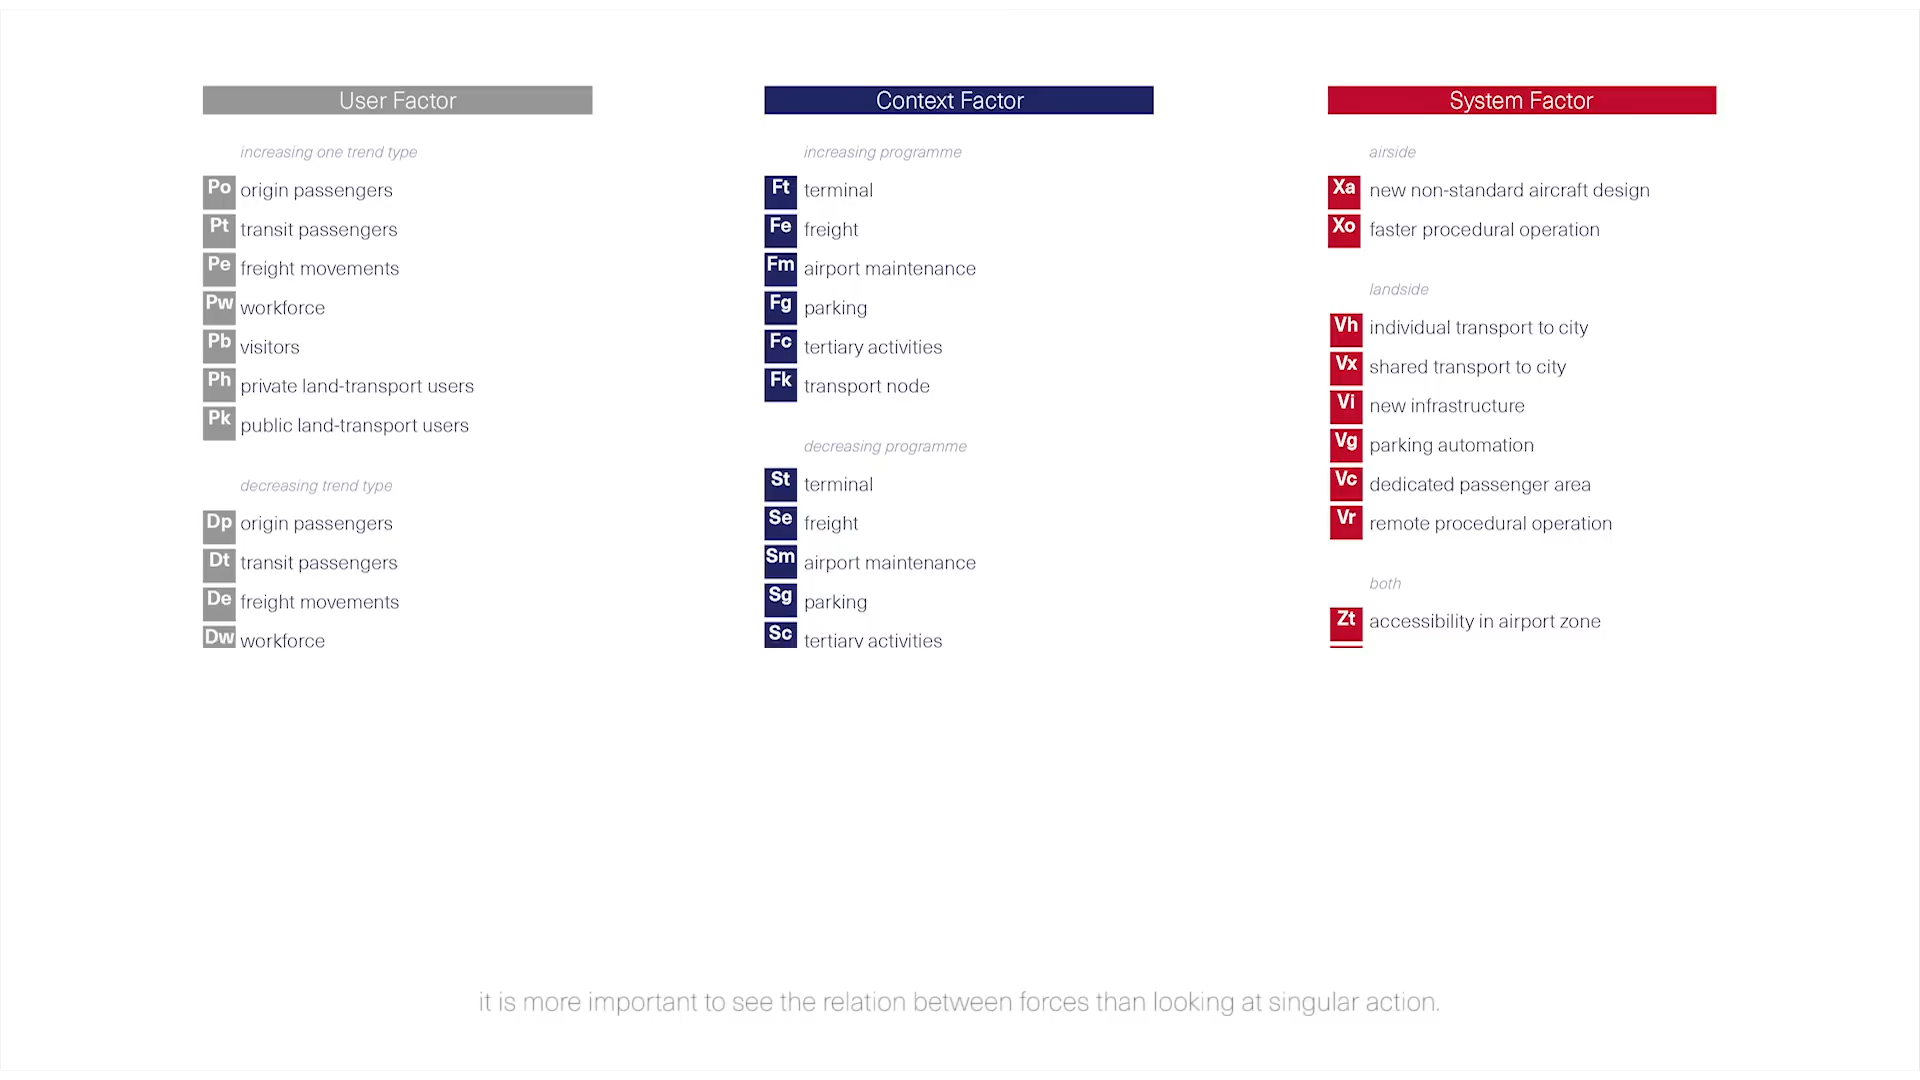 User Factor
increasing one trend type
Po origin passengers
Pt transit passengers
Pe freight movements
Pw workforce
Pb visitors
Ph private land-transport users
Pk public land-transport users
decreasing trend type
Dp origin passengers
Dt transit passengers
De freight movements
Dw workforce
Context Factor
increasing programme
Ft terminal
Fe freight
Fm airport maintenance
Fg parking
Fc tertiary activities
Fk transport node
decreasing programme
St terminal
Se freight
Sm airport maintenance
Sg parking
Sc tertiary activities
System Factor
airside
Xa new non-standard aircraft design
Xo faster procedural operation
landside
Vh individual transport to city
Vx shared transport to city
Vi new infrastructure
Vg parking automation
Vc dedicated passenger area
Vr remote procedural operation
both
Zt accessibility in airport zone
it is more important to see the relation between forces than looking at singular action.